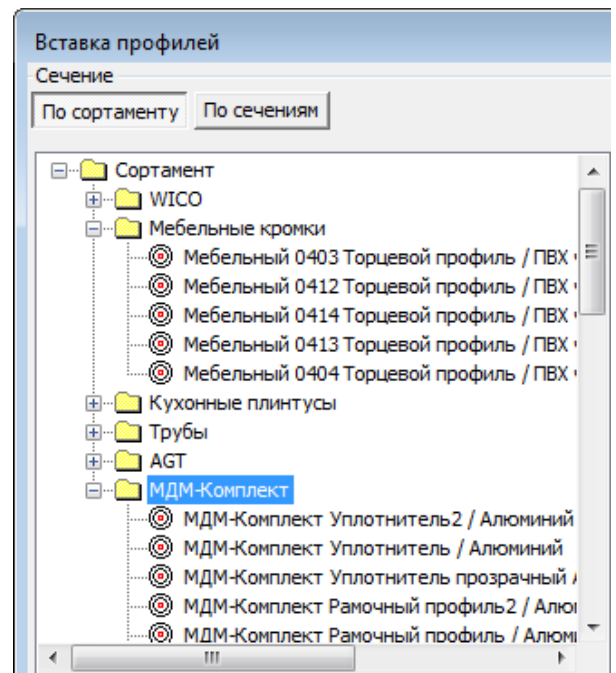 Вставка профилей
Сечение
По сортаменту По сечениям
Сортамент
WICO
Мебельные кромки
Мебельный 0403 Торцевой профиль / ПВХ
Мебельный 0412 Торцевой профиль / ПВХ
Мебельный 0414 Торцевой профиль / ПВХ
Мебельный 0413 Торцевой профиль / ПВХ
Мебельный 0404 Торцевой профиль / ПВХ
Кухонные плинтусы
Трубы
AGT
МДМ-Комплект
МДМ-Комплект Уплотнитель2 / Алюминий
МДМ-Комплект Уплотнитель / Алюминий
МДМ-Комплект Уплотнитель прозрачный /
МДМ-Комплект Рамочный профиль2 / Алю
МДМ-Комплект Рамочный профиль / Алюм